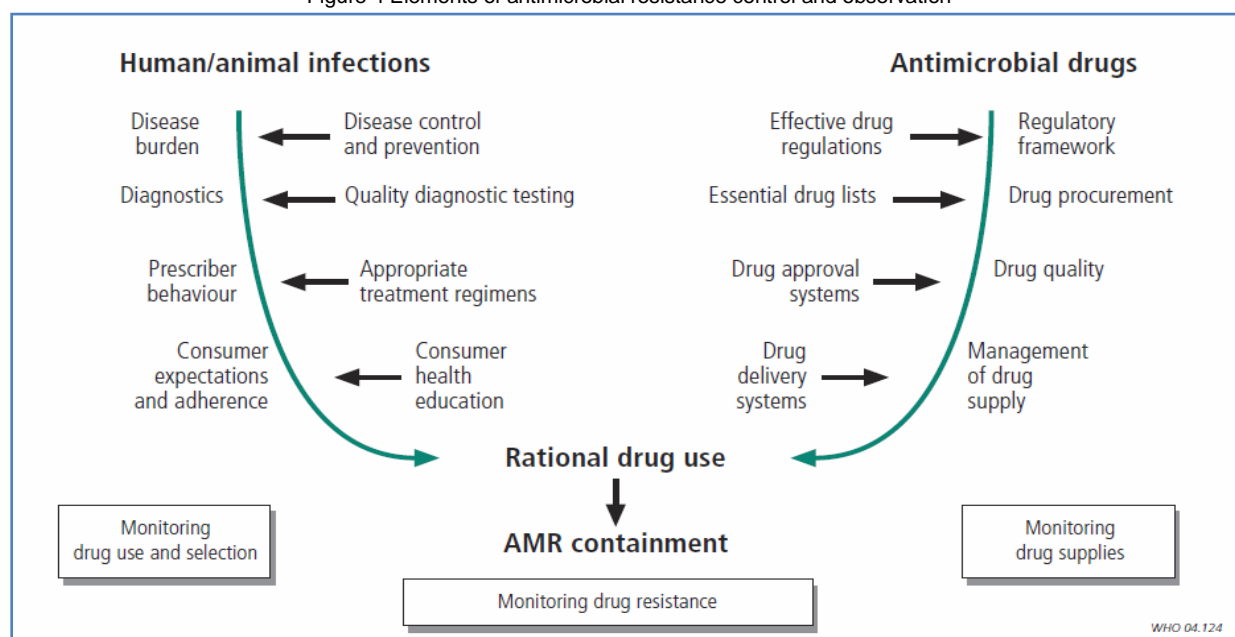 Figure 4 Elements of antimicrobial resistance control and observation
Human/animal infections
Antimicrobial drugs
Disease
burden
Disease control
and prevention
Effective drug
regulations
Regulatory
framework
Diagnostics
Quality diagnostic testing
Essential drug lists
Drug procurement
Prescriber
behaviour
Appropriate
treatment regimens
Drug approval
systems
Drug quality
Consumer
expectations
and adherence
Consumer
health
education
Drug
delivery
systems
Management
of drug
supply
Rational drug use
Monitoring
drug use and selection
AMR containment
Monitoring
drug supplies
Monitoring drug resistance
WHO 04.124